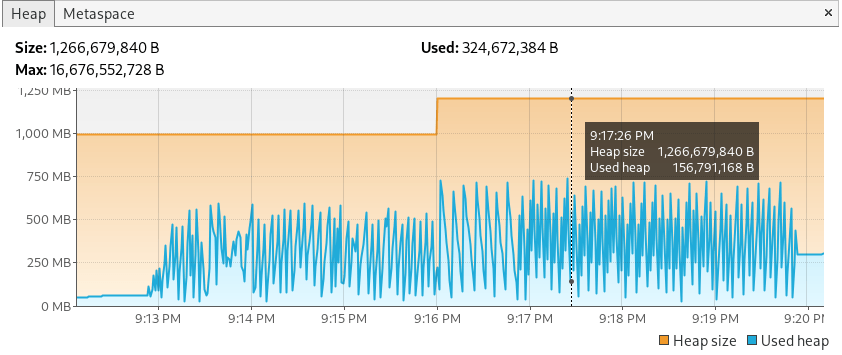 Heap Metaspace ×
Size: 1,266,679,840 B Used: 324,672,384 B
Max: 16,676,552,728 B
1,250 MB
1,000 MB
750 MB
500 MB
250 MB
0 MB
9:17:26 PM
Heap size 1,266,679,840 B
Used heap 156,791,168 B
9:13 PM 9:14 PM 9:15 PM 9:16 PM 9:17 PM 9:18 PM 9:19 PM 9:20 PM
Heap size Used heap